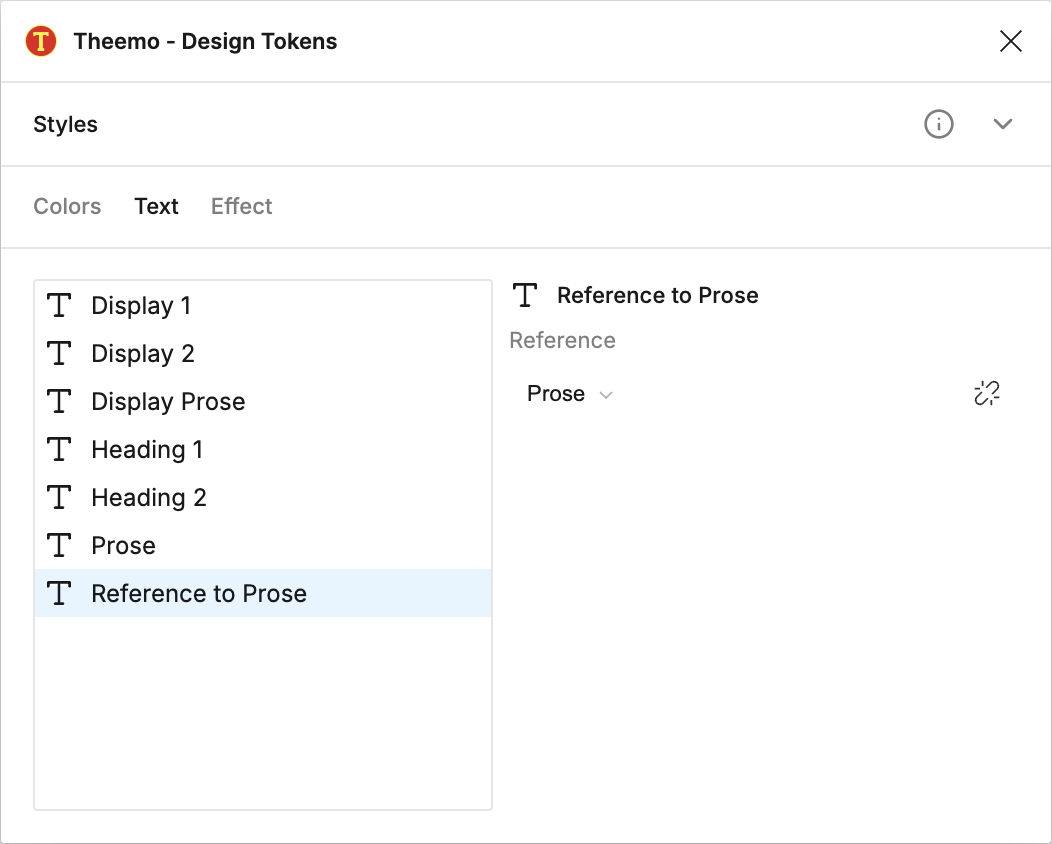 Theemo - Design Tokens
Styles
Colors Text Effect
Display 1
Display 2
Display Prose
Heading 1
Heading 2
Prose
Reference to Prose
Reference to Prose
Reference
Prose